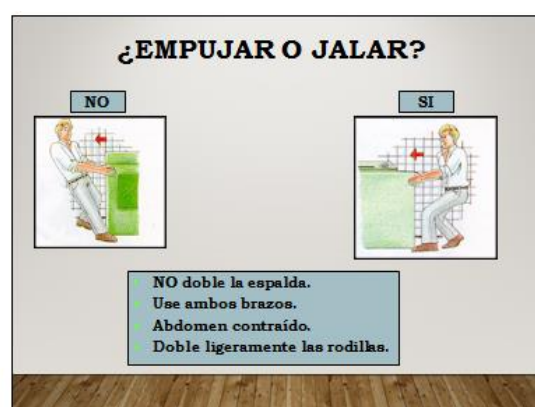 ¿EMPUJAR O JALAR?
NO
SI
NO doble la espalda.
Use ambos brazos.
Abdomen contraído.
Doble ligeramente las rodillas.